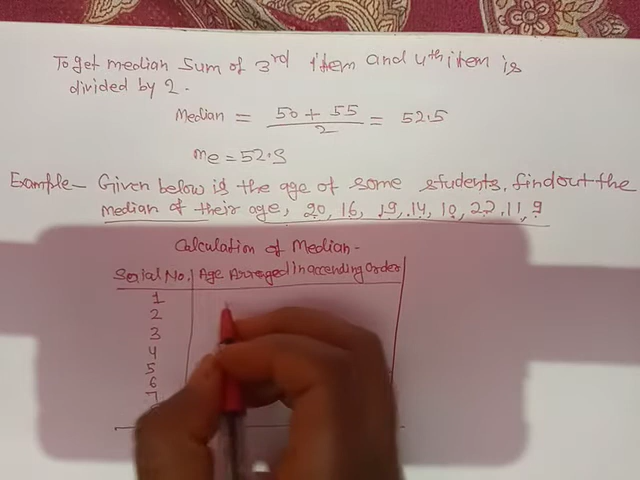 To get median sum of 3rd item and 4th item is
divided by 2.
Median = 50 + 55 / 2 = 52.5
me = 52.5
Example - Given below is the age of some students, find out the
median of their age, 20, 16, 19, 14, 10, 22, 11, 9
Calculation of Median -
Serial No. Age Arranged in accending Order
1
2
3
4
5
6
7